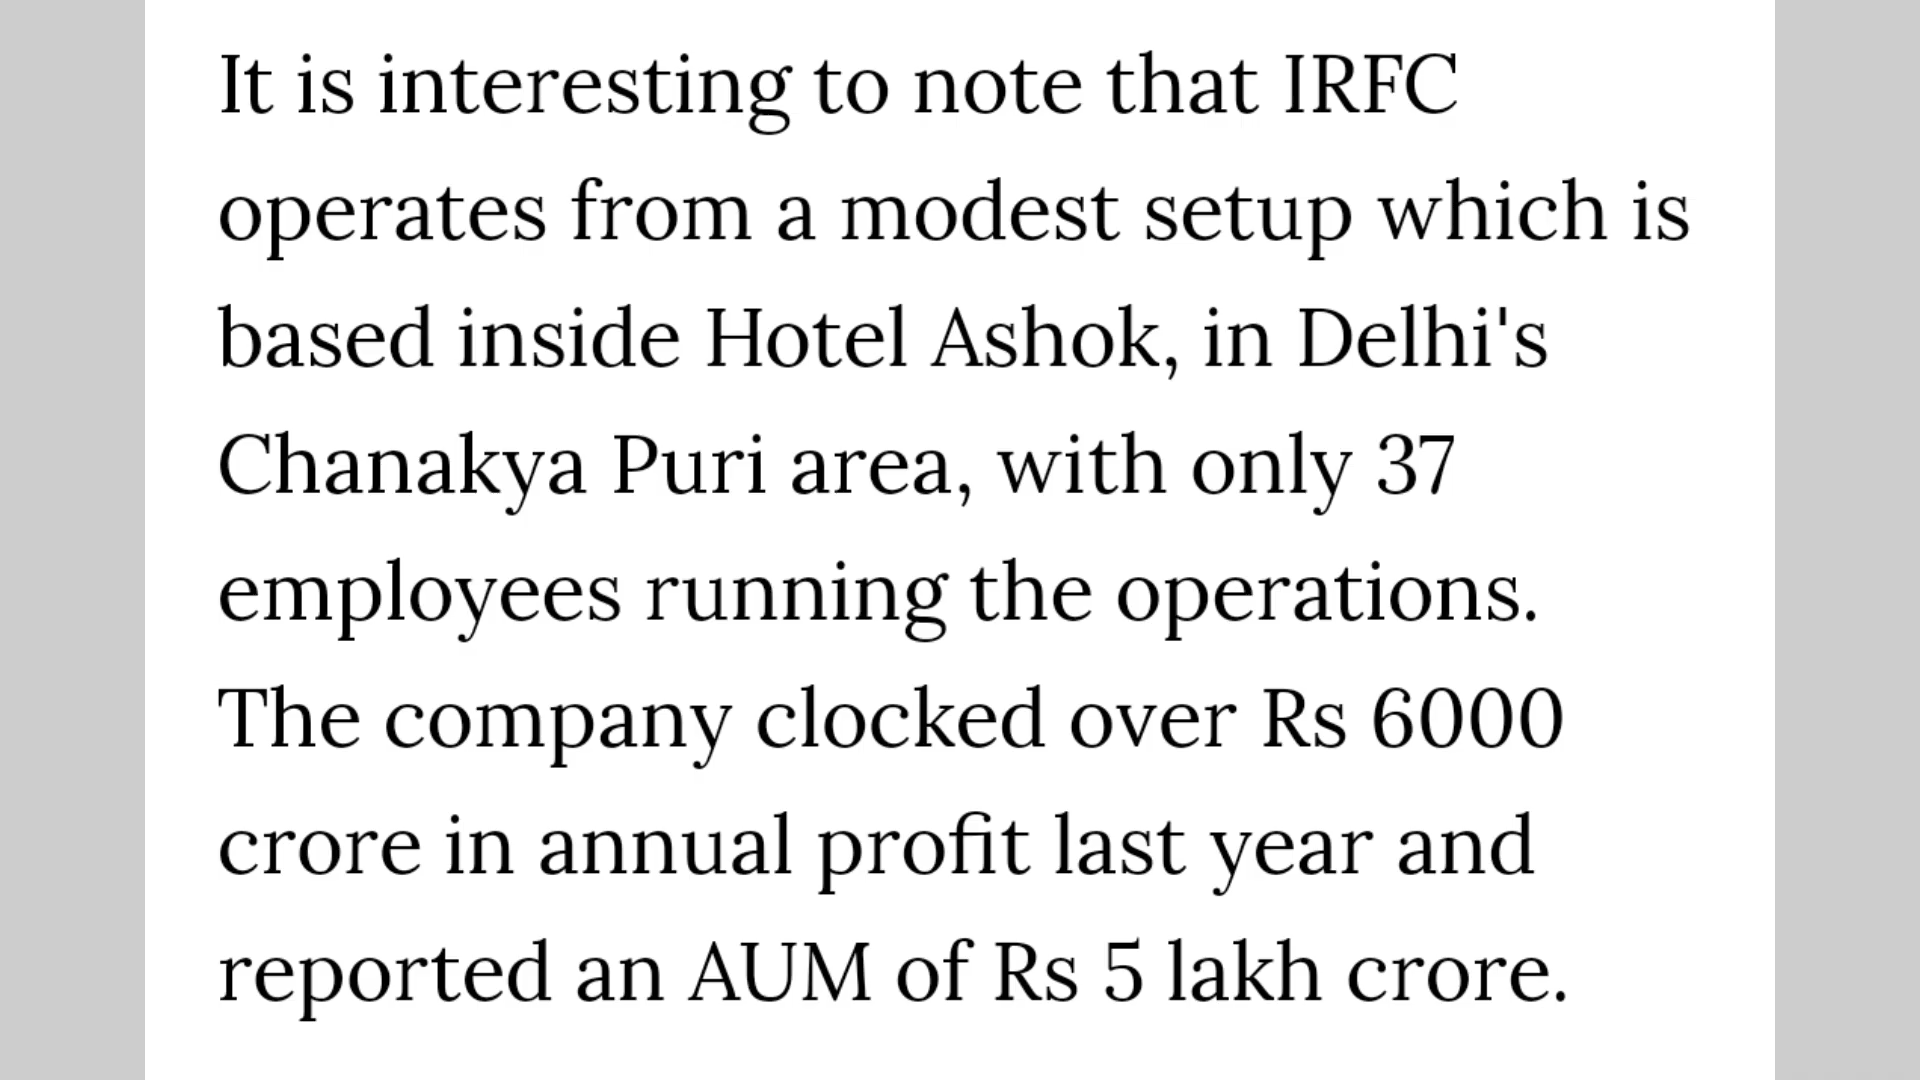 It is interesting to note that IRFC
operates from a modest setup which is
based inside Hotel Ashok, in Delhi's
Chanakya Puri area, with only 37
employees running the operations.
The company clocked over Rs 6000
crore in annual profit last year and
reported an AUM of Rs 5 lakh crore.